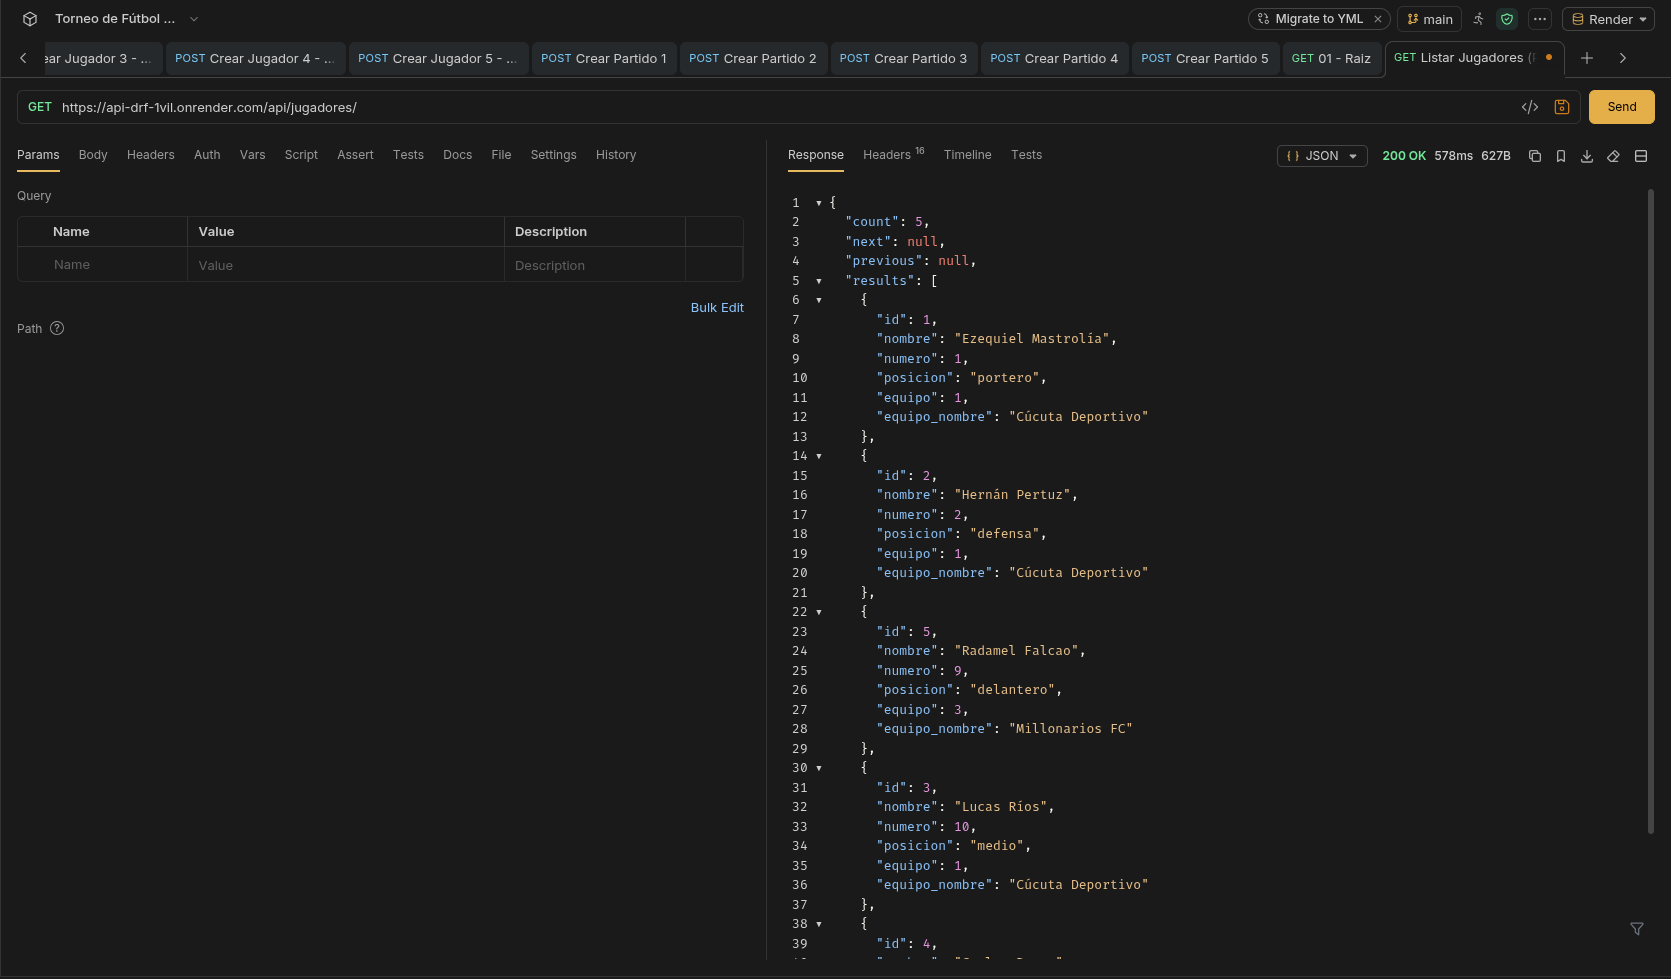 Torneo de Fútbol ...
Migrate to YML
main
Render
ear Jugador 3 - ...
POST Crear Jugador 4 - ...
POST Crear Jugador 5 - ...
POST Crear Partido 1
POST Crear Partido 2
POST Crear Partido 3
POST Crear Partido 4
POST Crear Partido 5
GET 01 - Raiz
GET Listar Jugadores (
GET https://api-drf-1vil.onrender.com/api/jugadores/
Send
Params Body Headers Auth Vars Script Assert Tests Docs File Settings History
Query
Name Value Description
Name Value Description
Bulk Edit
Path ?
Response Headers 16 Timeline Tests
{ } JSON
200 OK 578ms 627B
1 {
2 "count": 5,
3 "next": null,
4 "previous": null,
5 "results": [
6 {
7 "id": 1,
8 "nombre": "Ezequiel Mastrolía",
9 "numero": 1,
10 "posicion": "portero",
11 "equipo": 1,
12 "equipo_nombre": "Cúcuta Deportivo"
13 },
14 {
15 "id": 2,
16 "nombre": "Hernán Pertuz",
17 "numero": 2,
18 "posicion": "defensa",
19 "equipo": 1,
20 "equipo_nombre": "Cúcuta Deportivo"
21 },
22 {
23 "id": 5,
24 "nombre": "Radamel Falcao",
25 "numero": 9,
26 "posicion": "delantero",
27 "equipo": 3,
28 "equipo_nombre": "Millonarios FC"
29 },
30 {
31 "id": 3,
32 "nombre": "Lucas Ríos",
33 "numero": 10,
34 "posicion": "medio",
35 "equipo": 1,
36 "equipo_nombre": "Cúcuta Deportivo"
37 },
38 {
39 "id": 4,